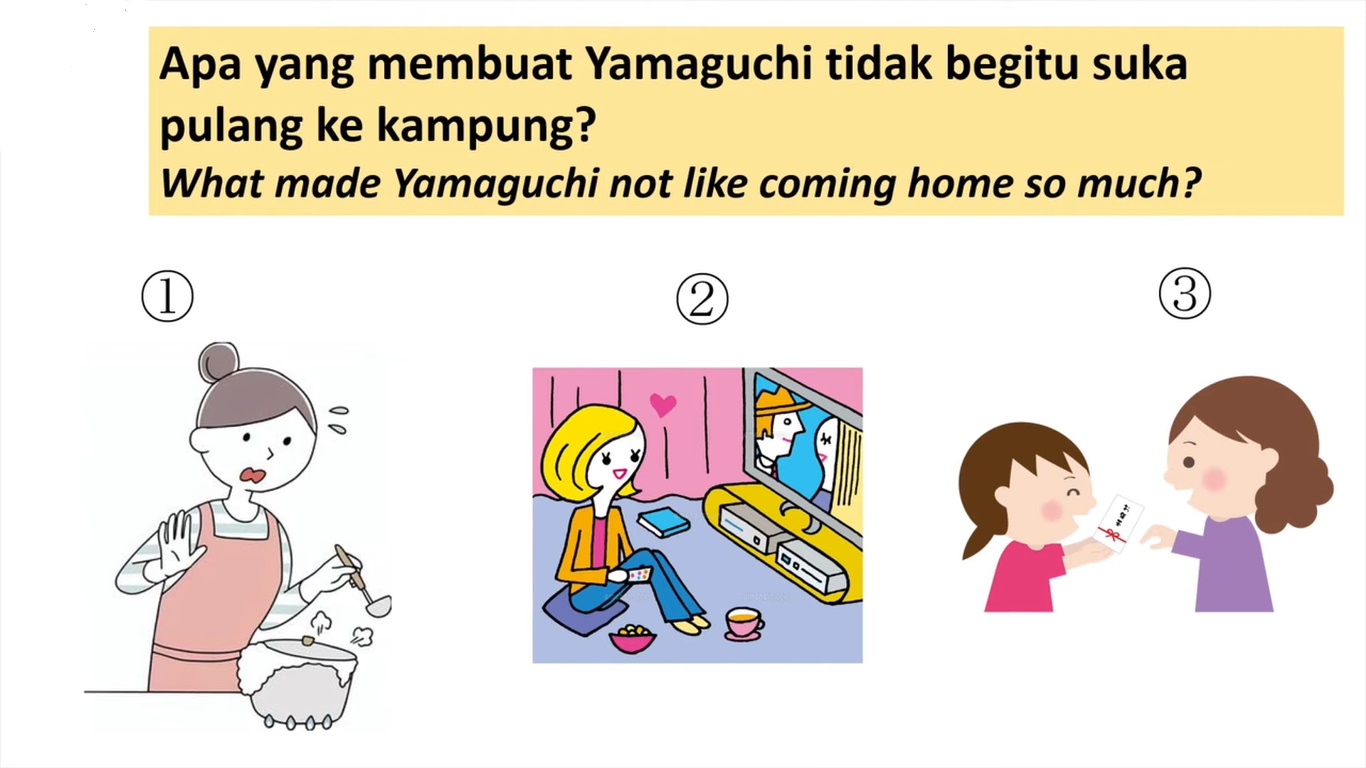 Apa yang membuat Yamaguchi tidak begitu suka
pulang ke kampung?
What made Yamaguchi not like coming home so much?
①
②
③